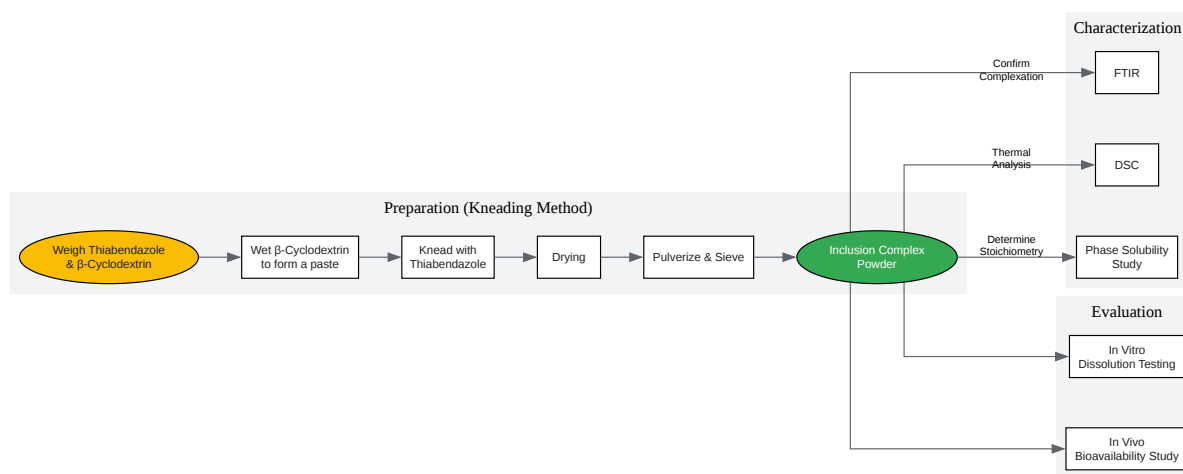 Characterization
Confirm
Complexation
FTIR
Thermal
Analysis
DSC
Preparation (Kneading Method)
Weigh Thiabendazole
& β-Cyclodextrin
Wet β-Cyclodextrin
to form a paste
Knead with
Thiabendazole
Drying
Pulverize & Sieve
Inclusion Complex
Powder
Determine
Stoichiometry
Phase Solubility
Study
Evaluation
In Vitro
Dissolution Testing
In Vivo
Bioavailability Study